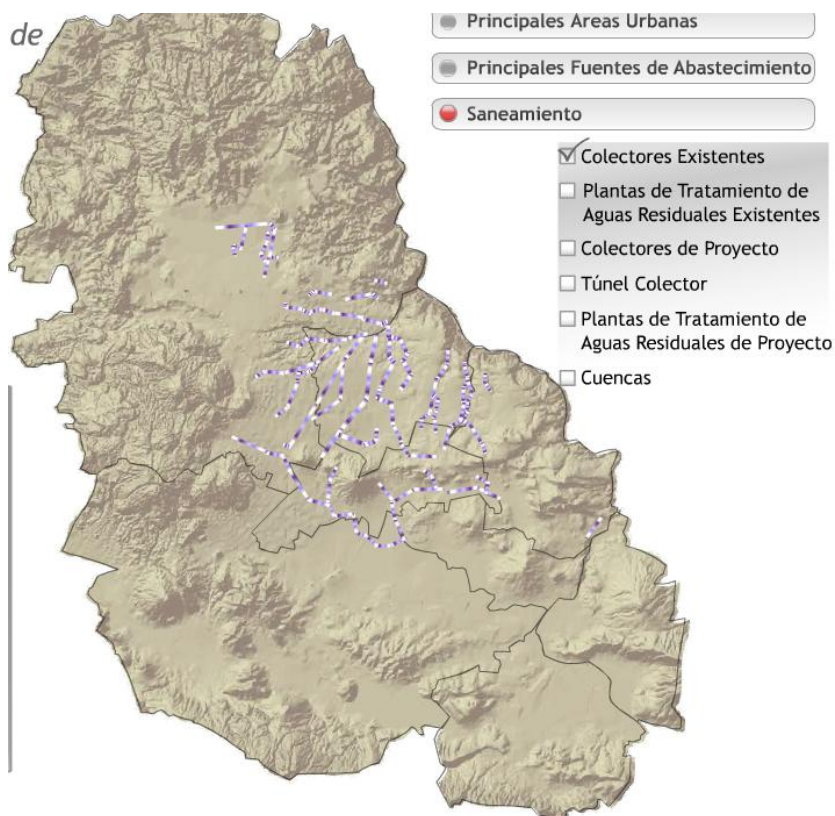 de
Principales Areas Urbanas
Principales Fuentes de Abastecimiento
Saneamiento
Colectores Existentes
Plantas de Tratamiento de
Aguas Residuales Existentes
Colectores de Proyecto
Túnel Colector
Plantas de Tratamiento de
Aguas Residuales de Proyecto
Cuencas